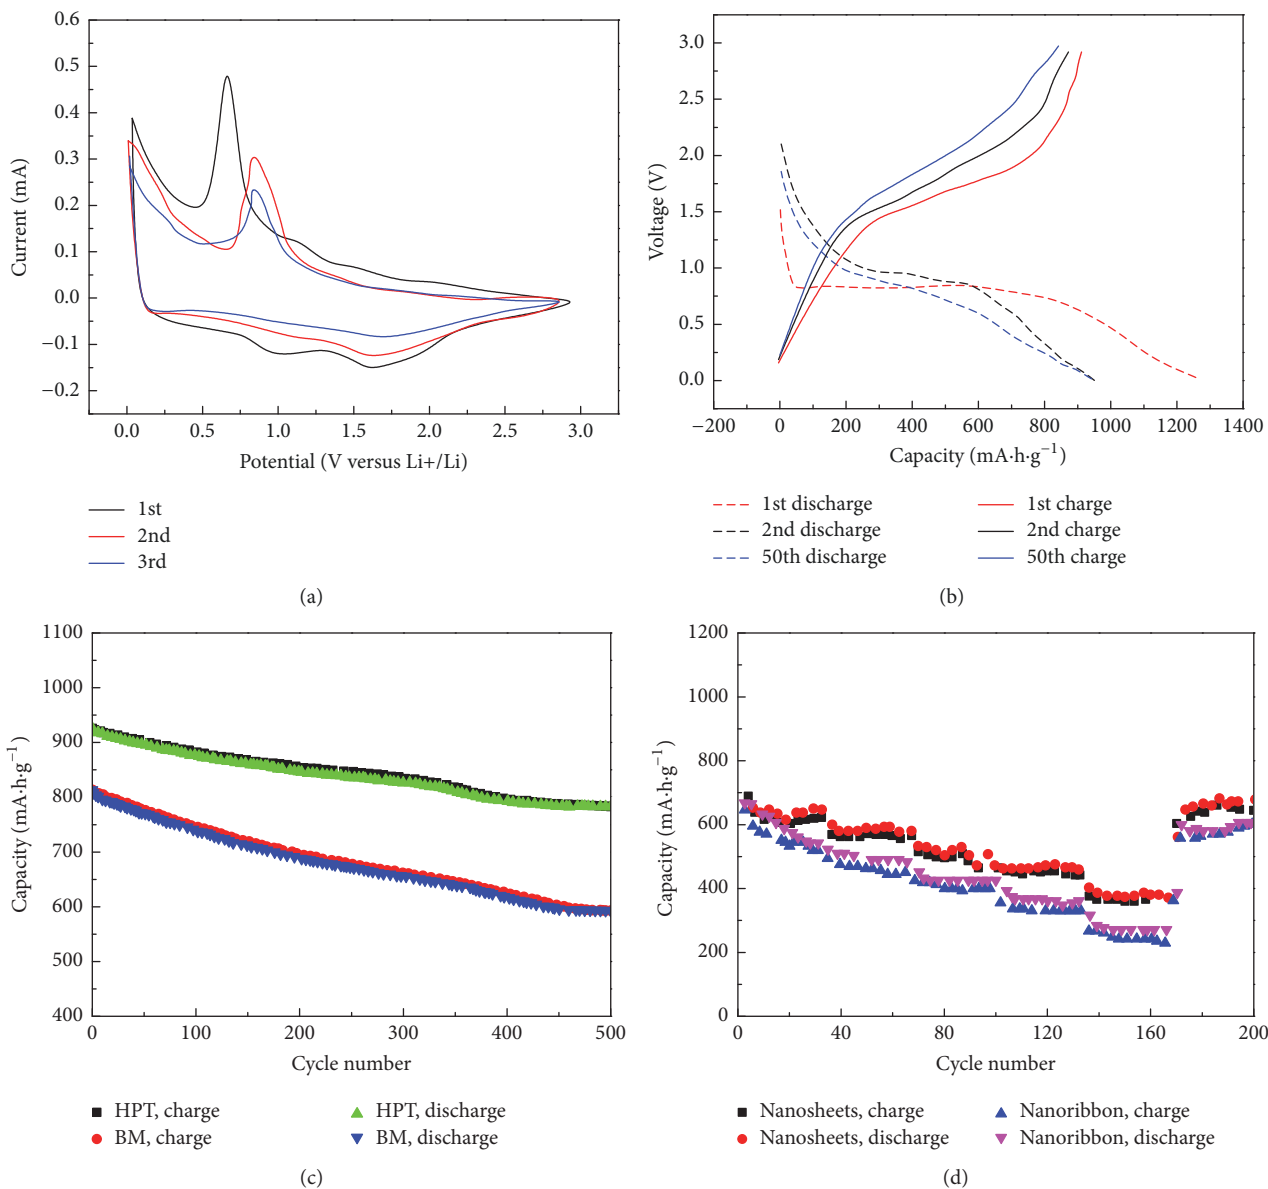 0.6
0.5
0.4
0.3
0.2
0.1
0.0
−0.1
−0.2
Current (mA)
0.0 0.5 1.0 1.5 2.0 2.5 3.0
Potential (V versus Li+/Li)
1st
2nd
3rd
(a)
3.0
2.5
2.0
1.5
1.0
0.5
0.0
Voltage (V)
−200 0 200 400 600 800 1000 1200 1400
Capacity (mA·h·g−1)
1st discharge 1st charge
2nd discharge 2nd charge
50th discharge 50th charge
(b)
1100
1000
900
800
700
600
500
400
Capacity (mA·h·g−1)
0 100 200 300 400 500
Cycle number
HPT, charge HPT, discharge
BM, charge BM, discharge
(c)
1200
1000
800
600
400
200
0
Capacity (mA·h·g−1)
0 40 80 120 160 200
Cycle number
Nanosheets, charge Nanoribbon, charge
Nanosheets, discharge Nanoribbon, discharge
(d)